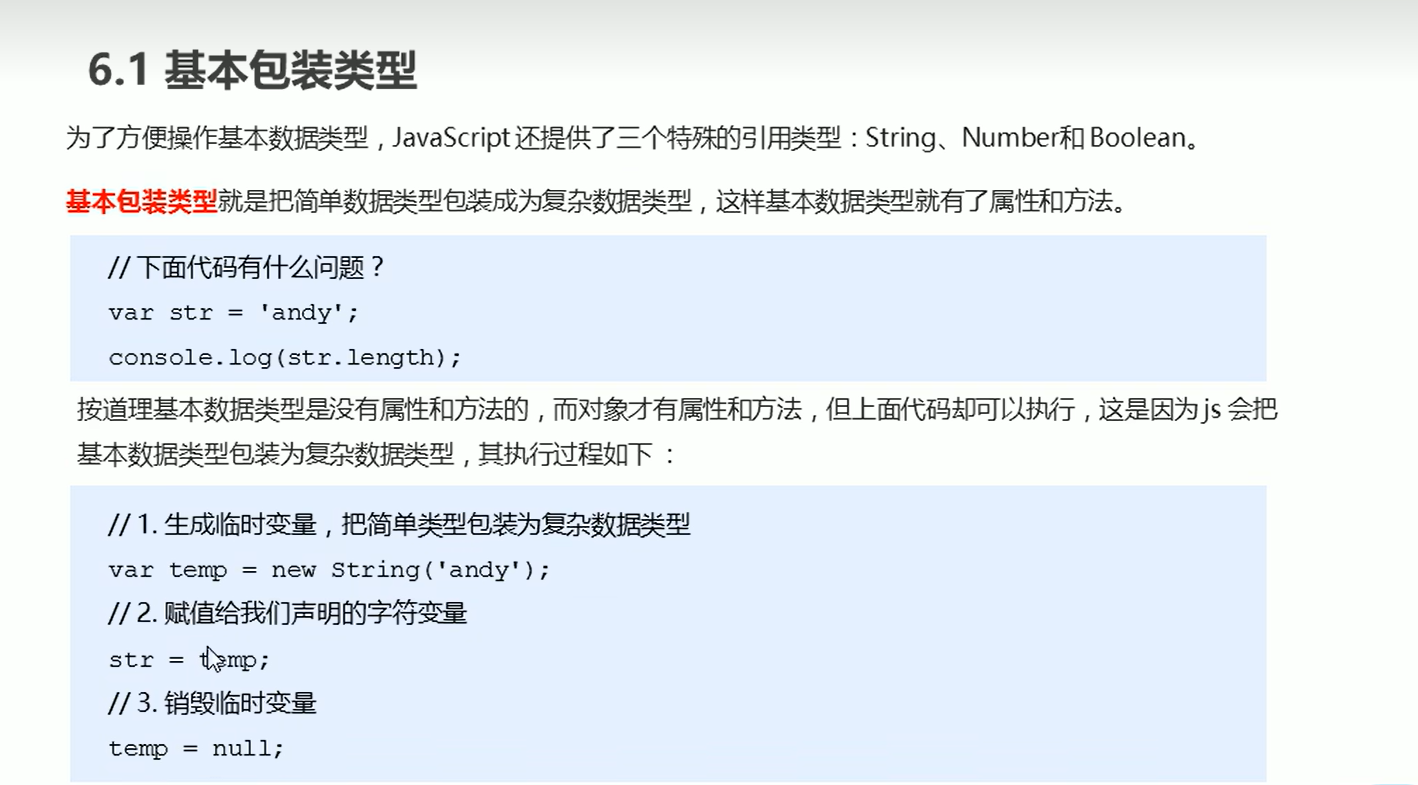 6.1 基本包装类型
为了方便操作基本数据类型，JavaScript 还提供了三个特殊的引用类型：String、Number和 Boolean。
基本包装类型就是把简单数据类型包装成为复杂数据类型，这样基本数据类型就有了属性和方法。
// 下面代码有什么问题？
var str = 'andy';
console.log(str.length);
按道理基本数据类型是没有属性和方法的，而对象才有属性和方法，但上面代码却可以执行，这是因为 js 会把
基本数据类型包装为复杂数据类型，其执行过程如下 ：
// 1. 生成临时变量，把简单类型包装为复杂数据类型
var temp = new String('andy');
// 2. 赋值给我们声明的字符变量
str = temp;
// 3. 销毁临时变量
temp = null;